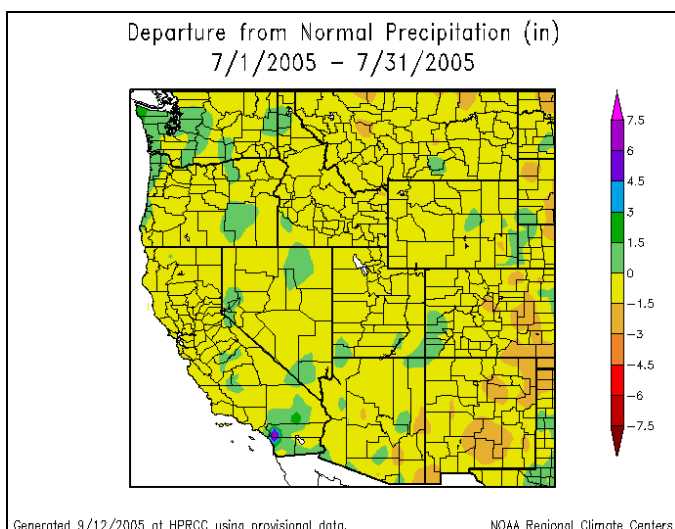 Departure from Normal Precipitation (in)
7/1/2005 – 7/31/2005
7.5
6
4.5
3
1.5
0
-1.5
-3
-4.5
-6
-7.5
Generated 9/12/2005 at HPRCC using provisional data.
NOAA Regional Climate Centers